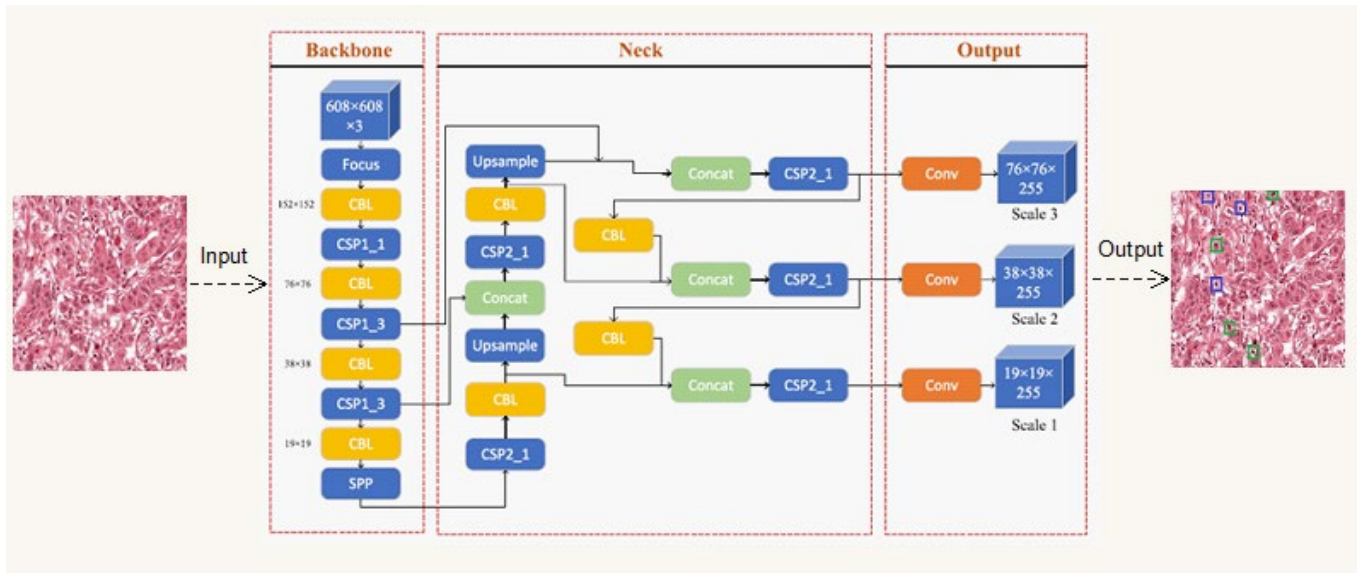 Backbone
Neck
Output
608×608
×3
Focus
152×152
CBL
CSP1_1
76×76
CBL
CSP1_3
38×38
CBL
CSP1_3
19×19
CBL
SPP
Input
Upsample
CBL
CSP2_1
Concat
Upsample
CBL
CSP2_1
Concat
CSP2_1
CBL
Concat
CSP2_1
CBL
Concat
CSP2_1
Conv
76×76×
255
Scale 3
Conv
38×38×
255
Scale 2
Conv
19×19×
255
Scale 1
Output